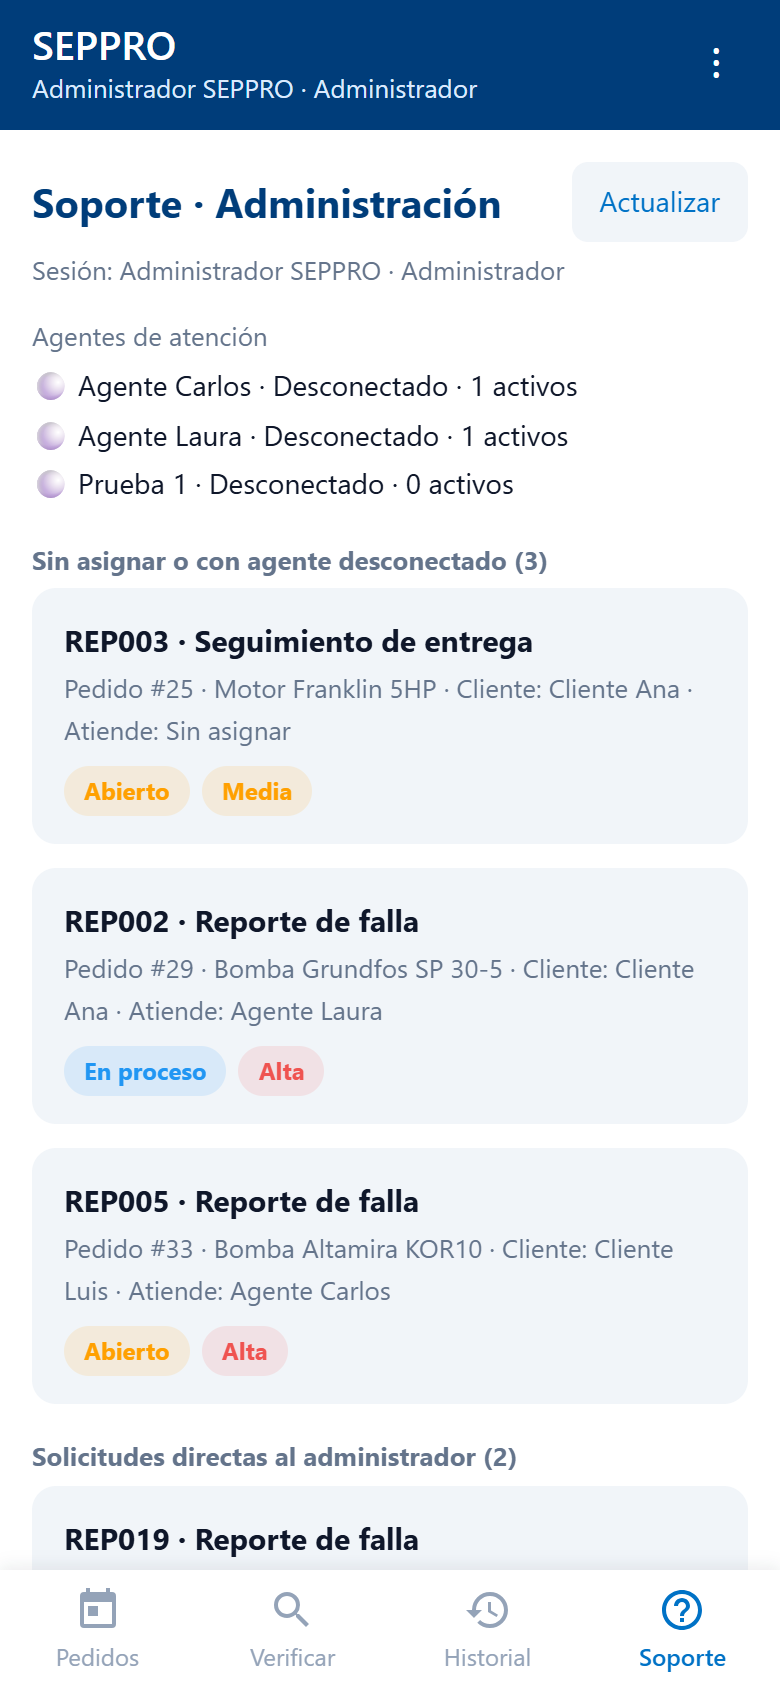 SEPPRO
Administrador SEPPRO · Administrador
Soporte · Administración
Actualizar
Sesión: Administrador SEPPRO · Administrador
Agentes de atención
Agente Carlos · Desconectado · 1 activos
Agente Laura · Desconectado · 1 activos
Prueba 1 · Desconectado · 0 activos
Sin asignar o con agente desconectado (3)
REP003 · Seguimiento de entrega
Pedido #25 · Motor Franklin 5HP · Cliente: Cliente Ana ·
Atiende: Sin asignar
Abierto
Media
REP002 · Reporte de falla
Pedido #29 · Bomba Grundfos SP 30-5 · Cliente: Cliente
Ana · Atiende: Agente Laura
En proceso
Alta
REP005 · Reporte de falla
Pedido #33 · Bomba Altamira KOR10 · Cliente: Cliente
Luis · Atiende: Agente Carlos
Abierto
Alta
Solicitudes directas al administrador (2)
REP019 · Reporte de falla
Pedidos
Verificar
Historial
Soporte